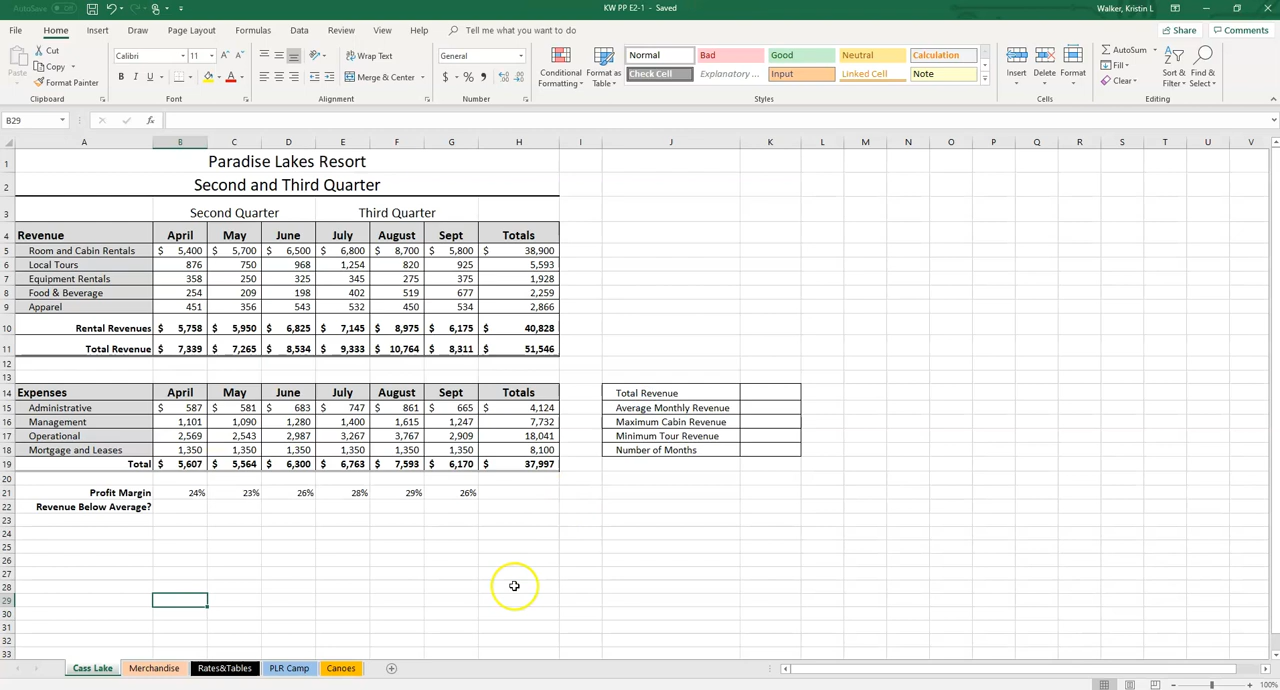 AutoSave Off KW PP E2-1 - Saved Walker, Kristin L
File Home Insert Draw Page Layout Formulas Data Review View Help Tell me what you want to do Share Comments
Paste Cut Copy Format Painter Clipboard
Calibri 11 B I U Font
Wrap Text Merge & Center Alignment
General $ % Number
Conditional Formatting Format as Table
Normal Bad Good Neutral Calculation
Check Cell Explanatory ... Input Linked Cell Note
Styles
Insert Delete Format Cells
AutoSum Fill Clear Sort & Filter Find & Select Editing
B29 fx
A B C D E F G H I J K L M N O P Q R S T U V
1 Paradise Lakes Resort
2 Second and Third Quarter
3 Second Quarter Third Quarter
4 Revenue April May June July August Sept Totals
5 Room and Cabin Rentals $ 5,400 $ 5,700 $ 6,500 $ 6,800 $ 8,700 $ 5,800 $ 38,900
6 Local Tours 876 750 968 1,254 820 925 5,593
7 Equipment Rentals 358 250 325 345 275 375 1,928
8 Food & Beverage 254 209 198 402 519 677 2,259
9 Apparel 451 356 543 532 450 534 2,866
10 Rental Revenues $ 5,758 $ 5,950 $ 6,825 $ 7,145 $ 8,975 $ 6,175 $ 40,828
11 Total Revenue $ 7,339 $ 7,265 $ 8,534 $ 9,333 $ 10,764 $ 8,311 $ 51,546
12
13
14 Expenses April May June July August Sept Totals Total Revenue
15 Administrative $ 587 $ 581 $ 683 $ 747 $ 861 $ 665 $ 4,124 Average Monthly Revenue
16 Management 1,101 1,090 1,280 1,400 1,615 1,247 7,732 Maximum Cabin Revenue
17 Operational 2,569 2,543 2,987 3,267 3,767 2,909 18,041 Minimum Tour Revenue
18 Mortgage and Leases 1,350 1,350 1,350 1,350 1,350 1,350 8,100 Number of Months
19 Total $ 5,607 $ 5,564 $ 6,300 $ 6,763 $ 7,593 $ 6,170 $ 37,997
20
21 Profit Margin 24% 23% 26% 28% 29% 26%
22 Revenue Below Average?
23
24
25
26
27
28
29
30
31
32
33
Cass Lake Merchandise Rates&Tables PLR Camp Canoes
100%